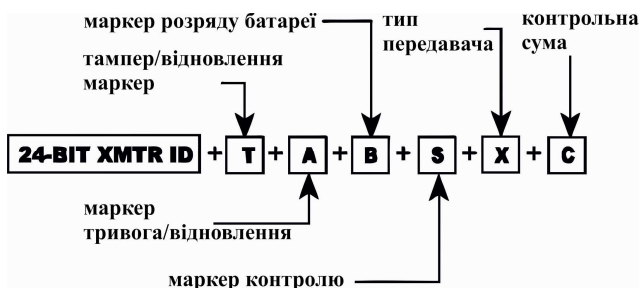 маркер розряду батареї
тип
передавача
контрольна
сума
тампер/відновлення
маркер
24-BIT XMTR ID + T + A + B + S + X + C
маркер
тривога/відновлення
маркер контролю